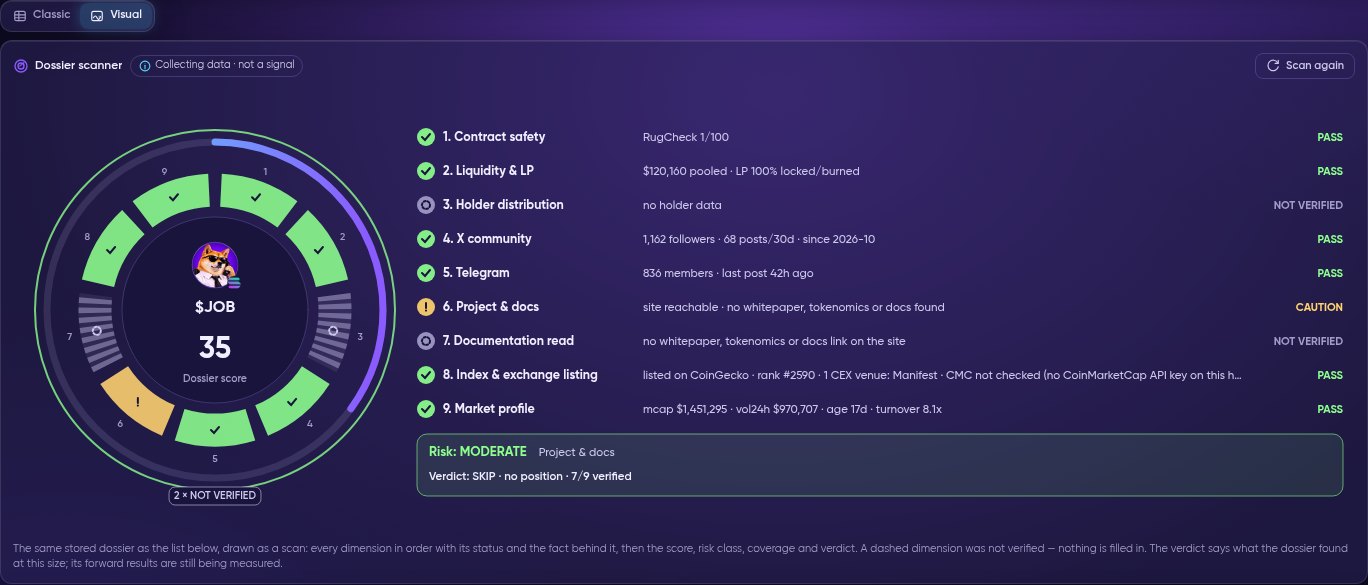 Classic
Visual
Dossier scanner
Collecting data · not a signal
Scan again
9
1
8
2
7
3
6
4
5
$JOB
35
Dossier score
2 × NOT VERIFIED
1. Contract safety RugCheck 1/100 PASS
2. Liquidity & LP $120,160 pooled · LP 100% locked/burned PASS
3. Holder distribution no holder data NOT VERIFIED
4. X community 1,162 followers · 68 posts/30d · since 2026-10 PASS
5. Telegram 836 members · last post 42h ago PASS
6. Project & docs site reachable · no whitepaper, tokenomics or docs found CAUTION
7. Documentation read no whitepaper, tokenomics or docs link on the site NOT VERIFIED
8. Index & exchange listing listed on CoinGecko · rank #2590 · 1 CEX venue: Manifest · CMC not checked (no CoinMarketCap API key on this h... PASS
9. Market profile mcap $1,451,295 · vol24h $970,707 · age 17d · turnover 8.1x PASS
Risk: MODERATE Project & docs
Verdict: SKIP · no position · 7/9 verified
The same stored dossier as the list below, drawn as a scan: every dimension in order with its status and the fact behind it, then the score, risk class, coverage and verdict. A dashed dimension was not verified — nothing is filled in. The verdict says what the dossier found
at this size; its forward results are still being measured.